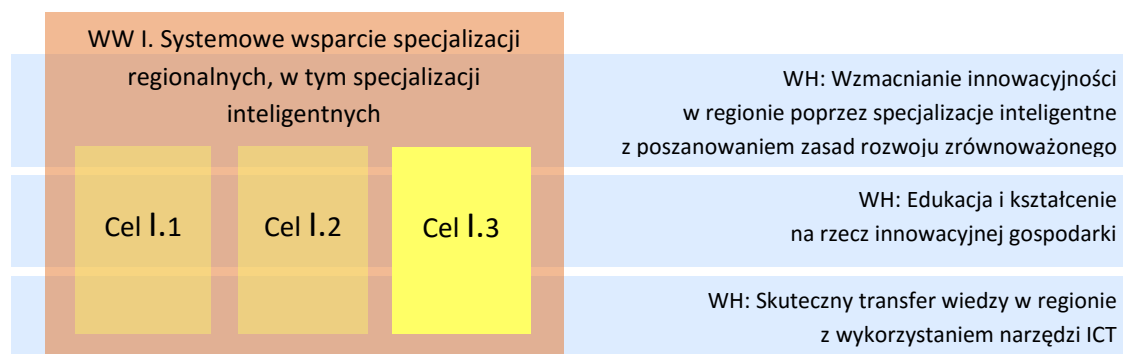 WW I. Systemowe wsparcie specjalizacji
regionalnych, w tym specjalizacji
inteligentnych
WH: Wzmacnianie innowacyjności
w regionie poprzez specjalizacje inteligentne
z poszanowaniem zasad rozwoju zrównoważonego
Cel I.1
Cel I.2
Cel I.3
WH: Edukacja i kształcenie
na rzecz innowacyjnej gospodarki
WH: Skuteczny transfer wiedzy w regionie
z wykorzystaniem narzędzi ICT